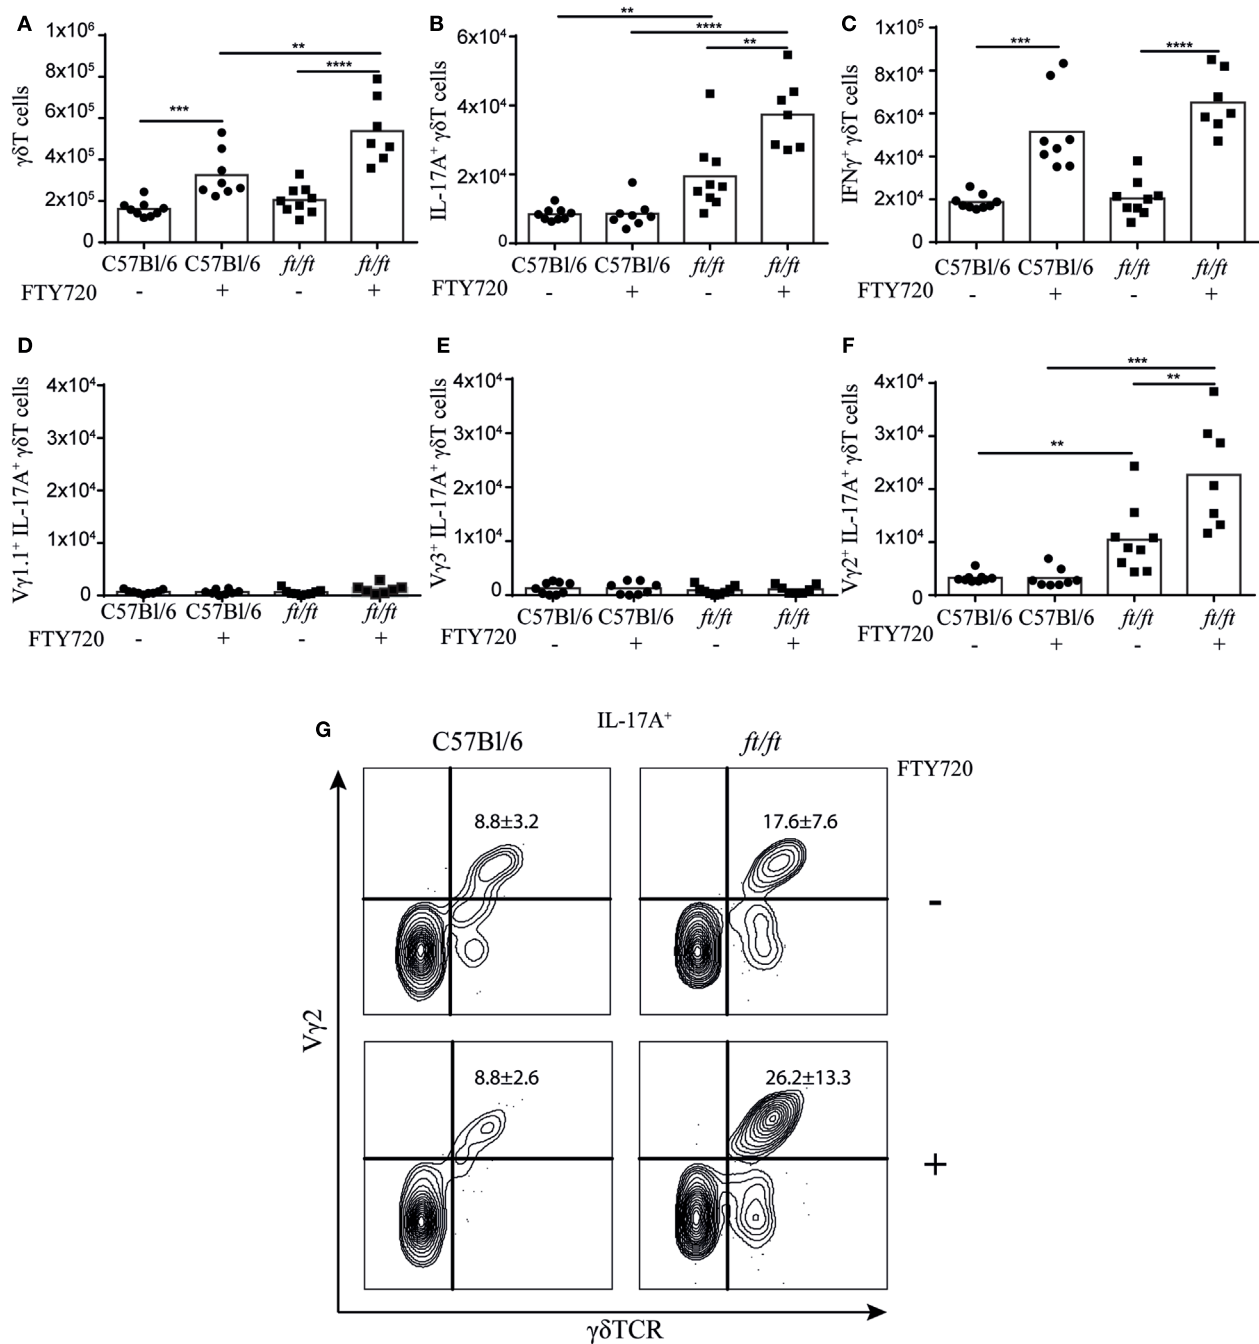 A
γδT cells
1x10⁶
8x10⁵
6x10⁵
4x10⁵
2x10⁵
0
***
**
****
C57Bl/6 C57Bl/6 ft/ft ft/ft
FTY720 - + - +
B
IL-17A⁺ γδT cells
6x10⁴
4x10⁴
2x10⁴
0
**
****
**
C57Bl/6 C57Bl/6 ft/ft ft/ft
FTY720 - + - +
C
IFNγ⁺ γδT cells
1x10⁵
8x10⁴
6x10⁴
4x10⁴
2x10⁴
0
***
****
C57Bl/6 C57Bl/6 ft/ft ft/ft
FTY720 - + - +
D
Vγ1.1⁺ IL-17A⁺ γδT cells
4x10⁴
3x10⁴
2x10⁴
1x10⁴
0
C57Bl/6 C57Bl/6 ft/ft ft/ft
FTY720 - + - +
E
Vγ3⁺ IL-17A⁺ γδT cells
4x10⁴
3x10⁴
2x10⁴
1x10⁴
0
C57Bl/6 C57Bl/6 ft/ft ft/ft
FTY720 - + - +
F
Vγ2⁺ IL-17A⁺ γδT cells
4x10⁴
3x10⁴
2x10⁴
1x10⁴
0
***
**
**
C57Bl/6 C57Bl/6 ft/ft ft/ft
FTY720 - + - +
G
IL-17A⁺
C57Bl/6 ft/ft
FTY720
8.8±3.2 17.6±7.6
-
8.8±2.6 26.2±13.3
+
Vγ2
γδTCR